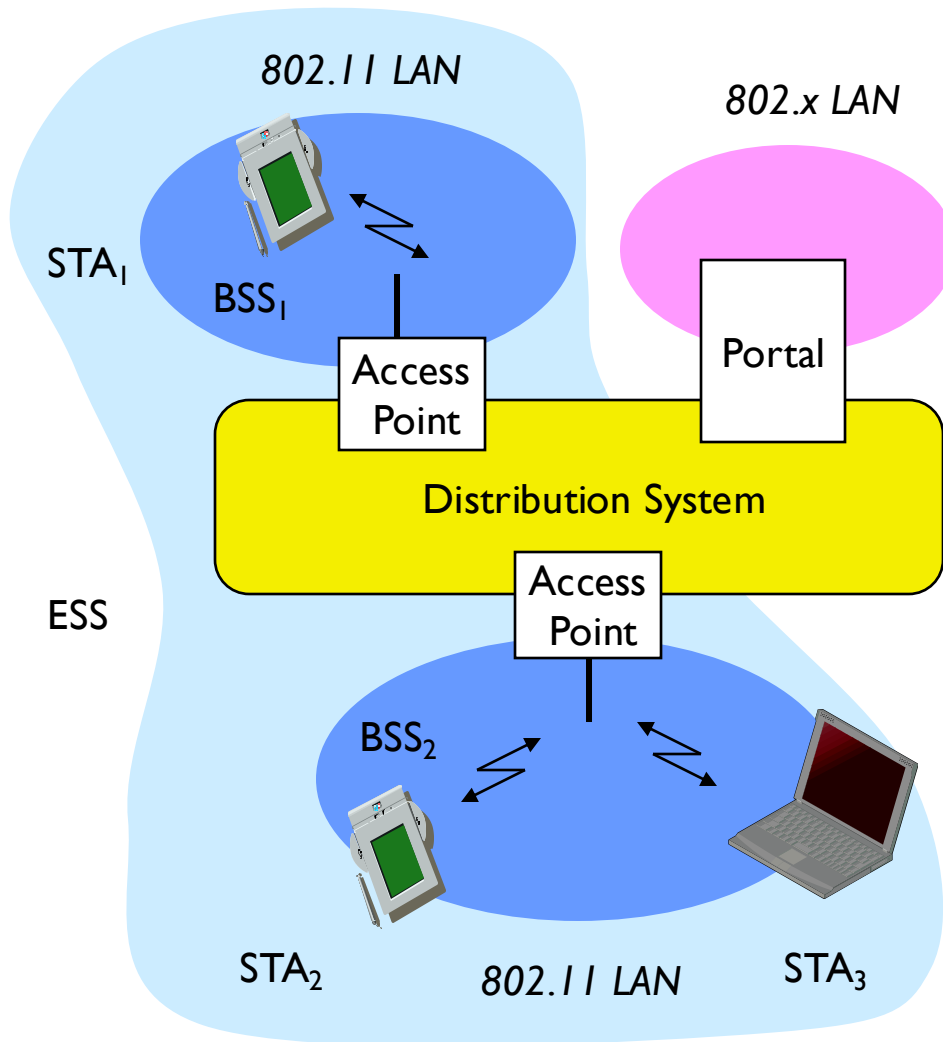 802.11 LAN
802.x LAN
STA₁
BSS₁
Access
Point
Portal
Distribution System
ESS
Access
Point
BSS₂
STA₂
802.11 LAN
STA₃